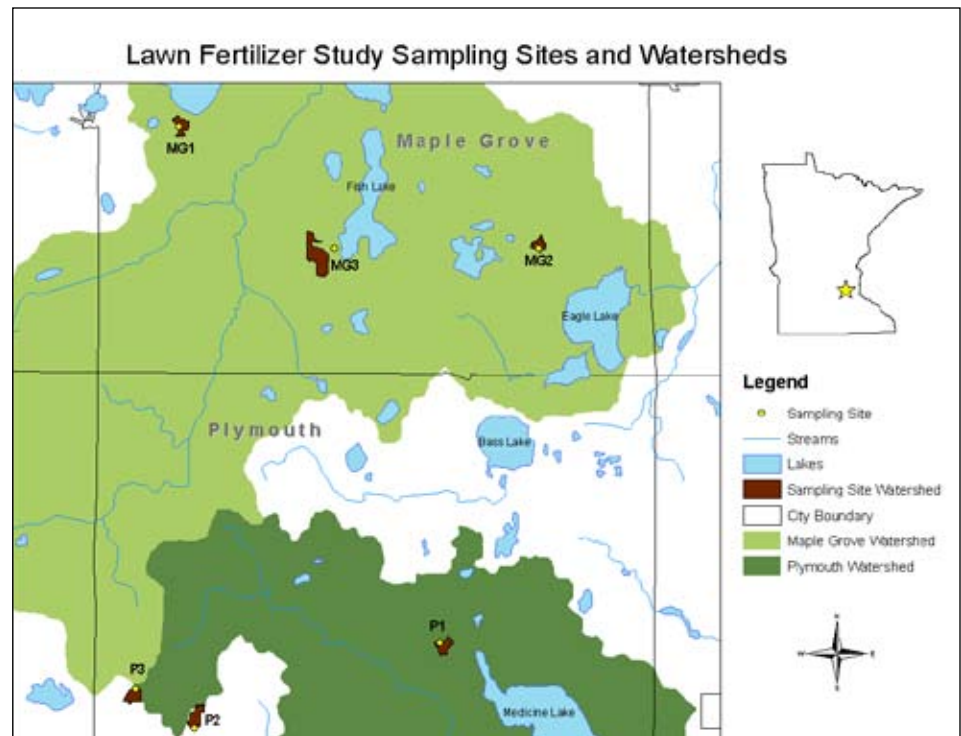 Lawn Fertilizer Study Sampling Sites and Watersheds
MG1
Maple Grove
Fish Lake
MG3
MG2
Eagle Lake
Plymouth
Bass Lake
P1
P3
P2
Medicine Lake
Legend
Sampling Site
Streams
Lakes
Sampling Site Watershed
City Boundary
Maple Grove Watershed
Plymouth Watershed
N
W
E
S